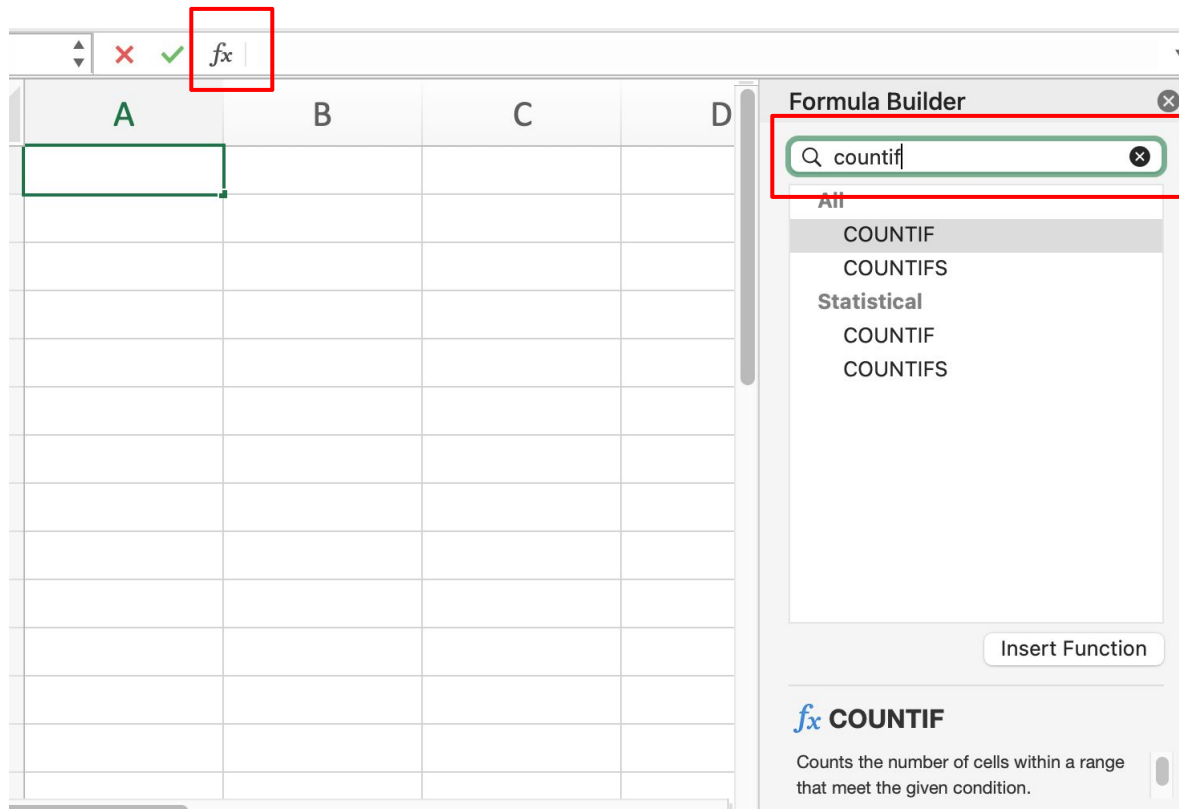 fx
A B C D
Formula Builder
countif
All
COUNTIF
COUNTIFS
Statistical
COUNTIF
COUNTIFS
Insert Function
fx COUNTIF
Counts the number of cells within a range
that meet the given condition.